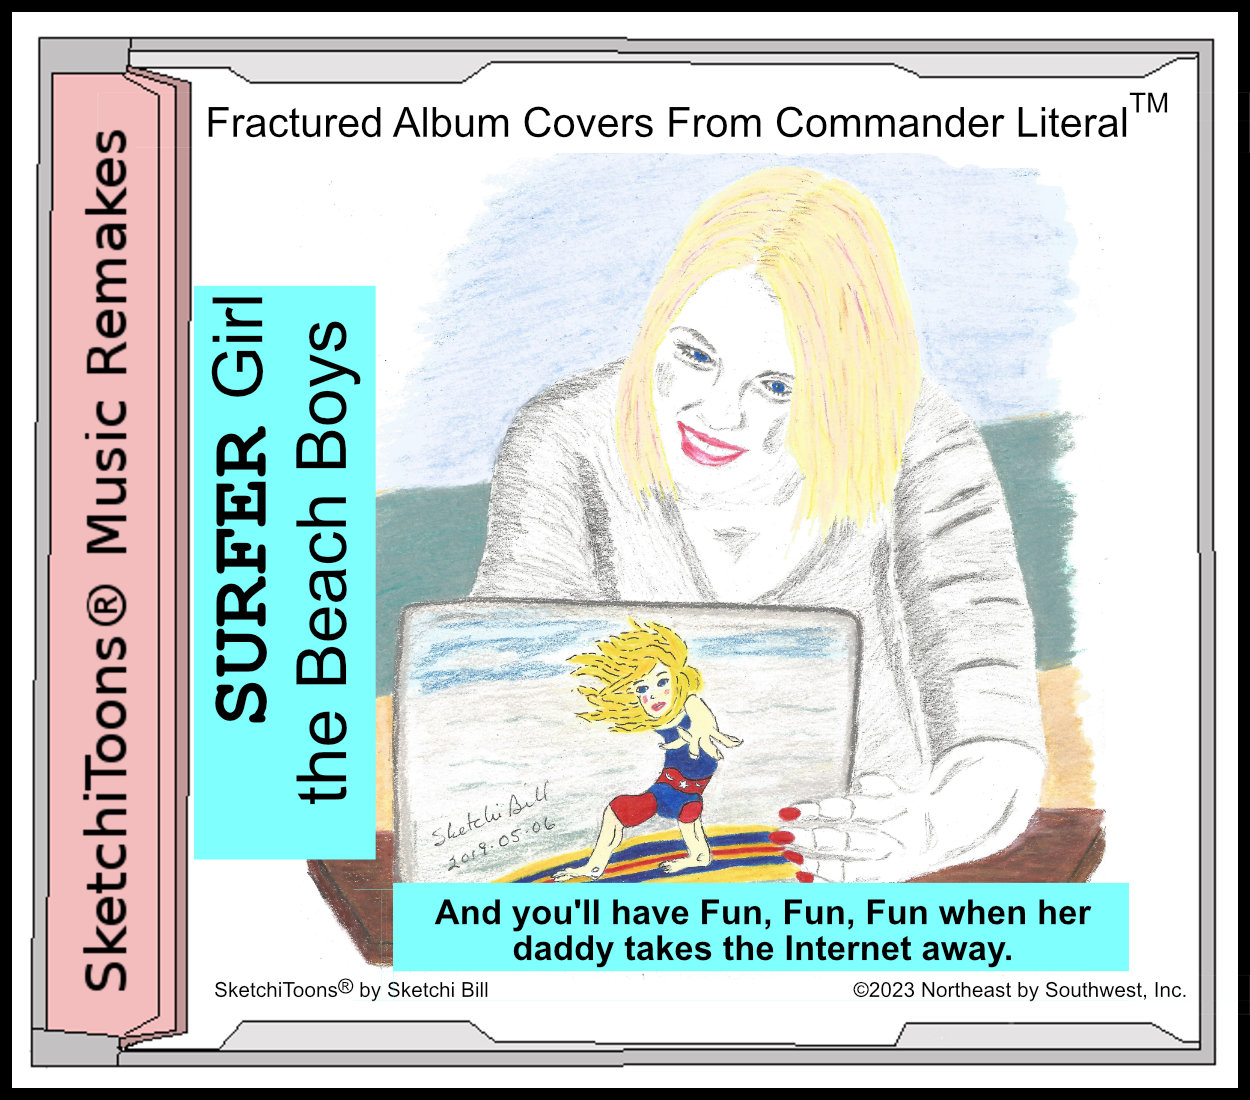 Fractured Album Covers From Commander Literal™
SketchiToons® Music Remakes
SURFER Girl
the Beach Boys
Sketchi Bill
2019.05.06
And you'll have Fun, Fun, Fun when her
daddy takes the Internet away.
SketchiToons® by Sketchi Bill
©2023 Northeast by Southwest, Inc.